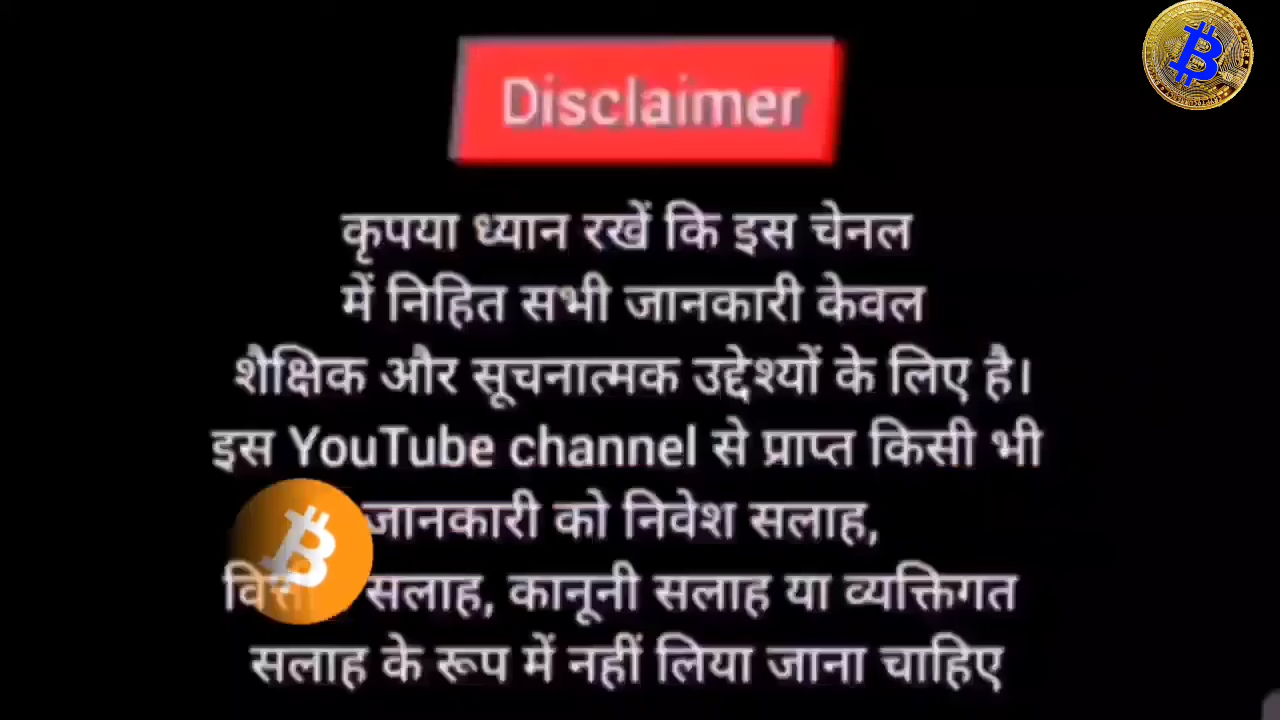 Disclaimer
कृपया ध्यान रखें कि इस चेनल
में निहित सभी जानकारी केवल
शैक्षिक और सूचनात्मक उद्देश्यों के लिए है।
इस YouTube channel से प्राप्त किसी भी
जानकारी को निवेश सलाह,
सलाह, कानूनी सलाह या व्यक्तिगत
सलाह के रूप में नहीं लिया जाना चाहिए